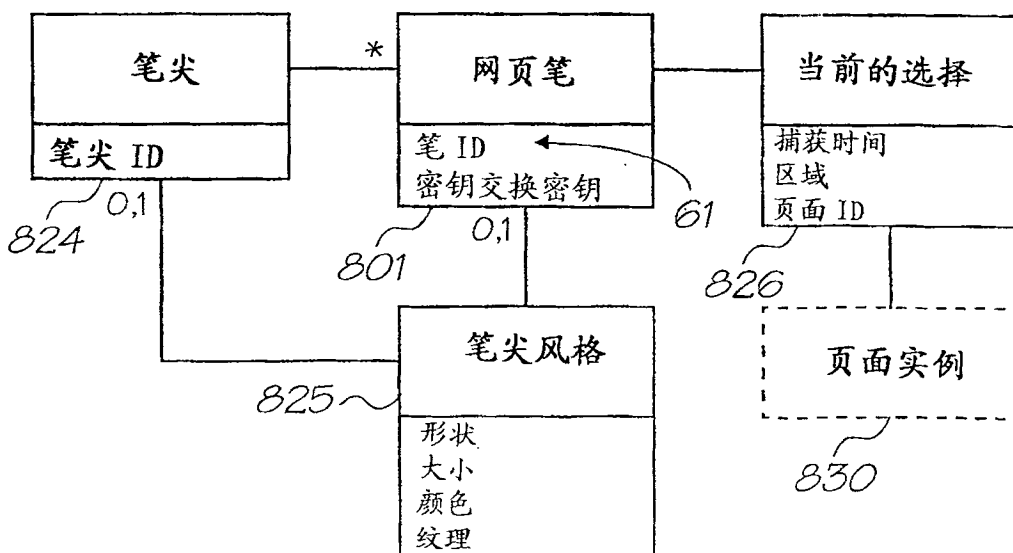 笔尖
笔尖 ID
0,1
824
*
网页笔
笔 ID
密钥交换密钥
61
0,1
801
当前的选择
捕获时间
区域
页面 ID
826
笔尖风格
825
形状
大小
颜色
纹理
页面实例
830